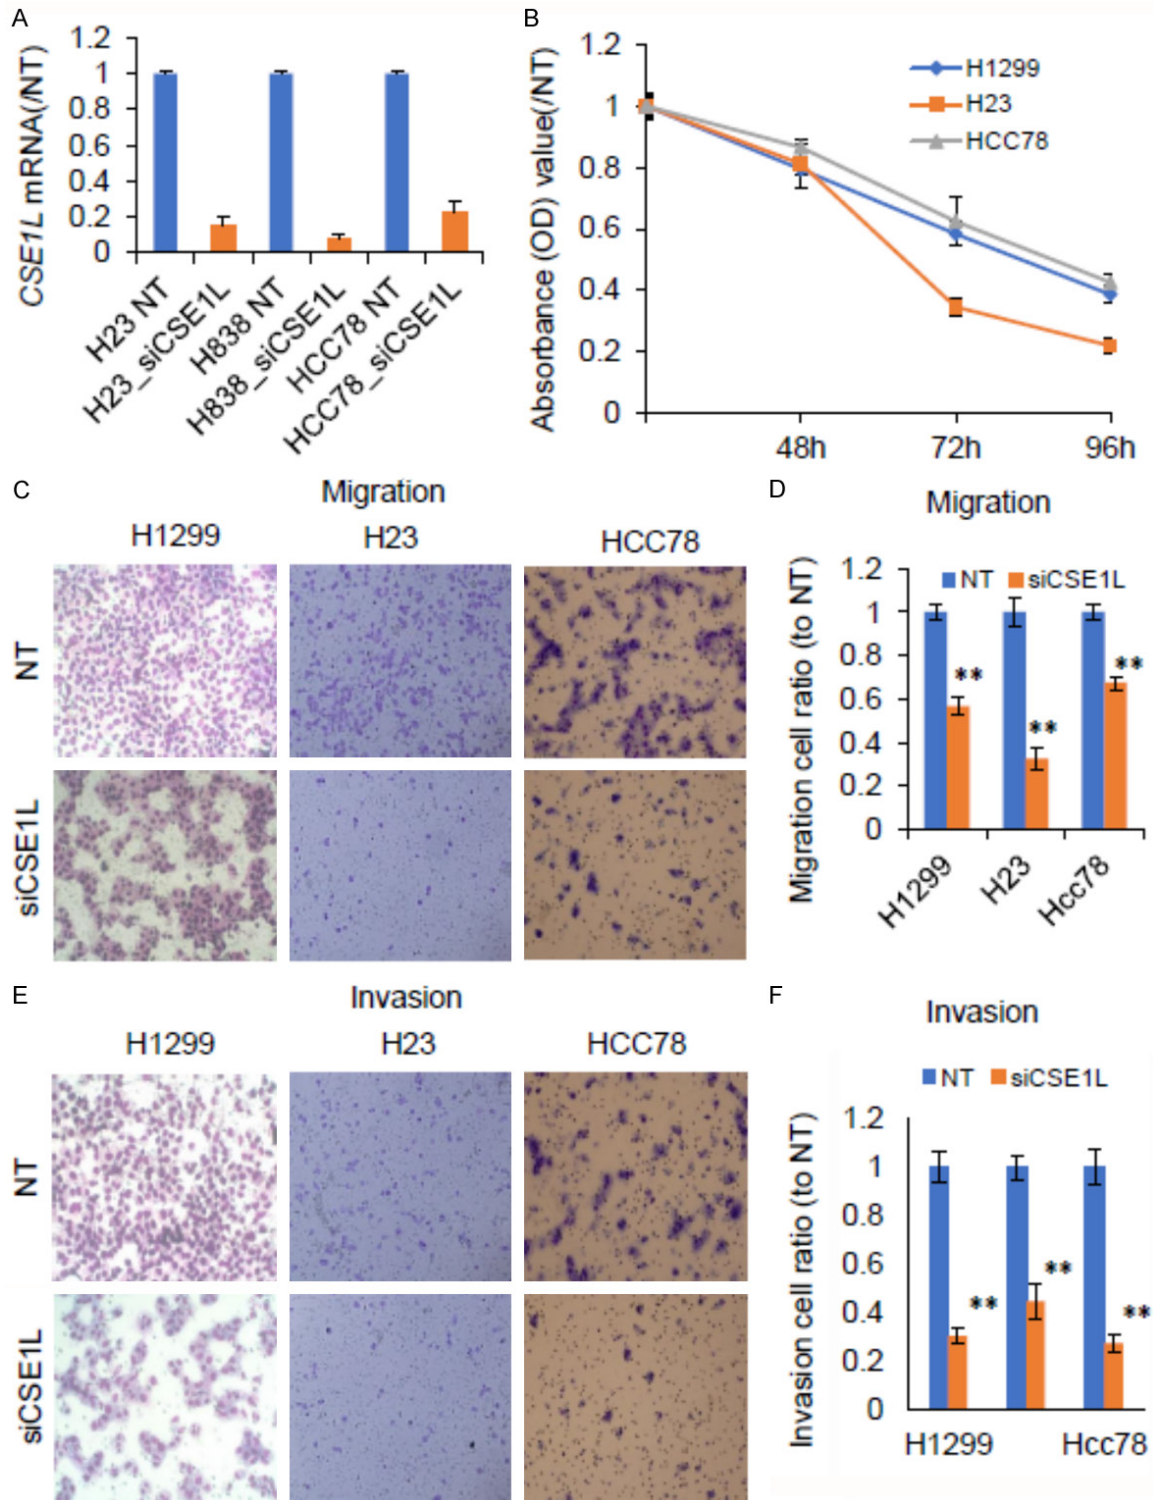 A
CSE1L mRNA(/NT)
1.2
1
0.8
0.6
0.4
0.2
0
H23 NT
H23_siCSE1L
H838 NT
H838_siCSE1L
HCC78 NT
HCC78_siCSE1L
B
Absorbance (OD) value(/NT)
1.2
1
0.8
0.6
0.4
0.2
0
48h 72h 96h
H1299
H23
HCC78
C
Migration
H1299 H23 HCC78
NT
siCSE1L
D
Migration
NT siCSE1L
Migration cell ratio (to NT)
1.2
1
0.8
0.6
0.4
0.2
0
**
**
**
H1299 H23 Hcc78
E
Invasion
H1299 H23 HCC78
NT
siCSE1L
F
Invasion
NT siCSE1L
Invasion cell ratio (to NT)
1.2
1
0.8
0.6
0.4
0.2
0
**
**
**
H1299 Hcc78